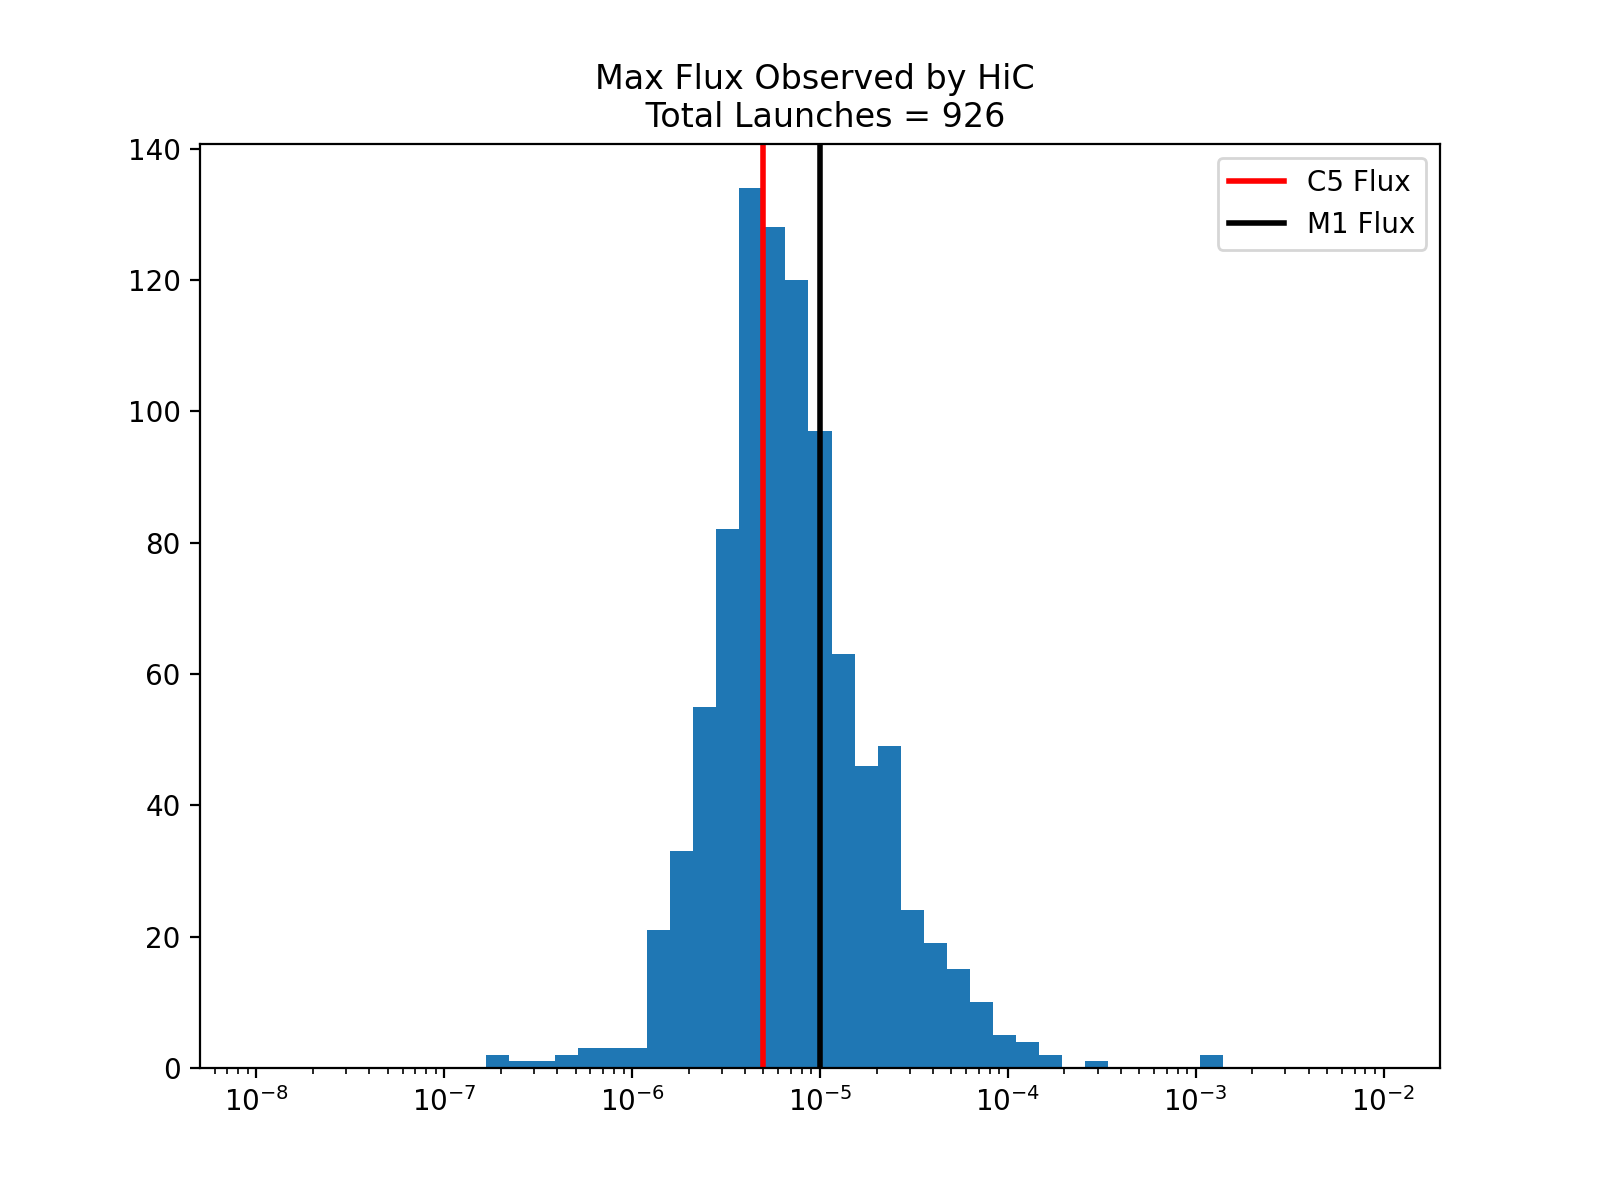 Max Flux Observed by HiC
Total Launches = 926
C5 Flux
M1 Flux
140
120
100
80
60
40
20
0
10⁻⁸ 10⁻⁷ 10⁻⁶ 10⁻⁵ 10⁻⁴ 10⁻³ 10⁻²